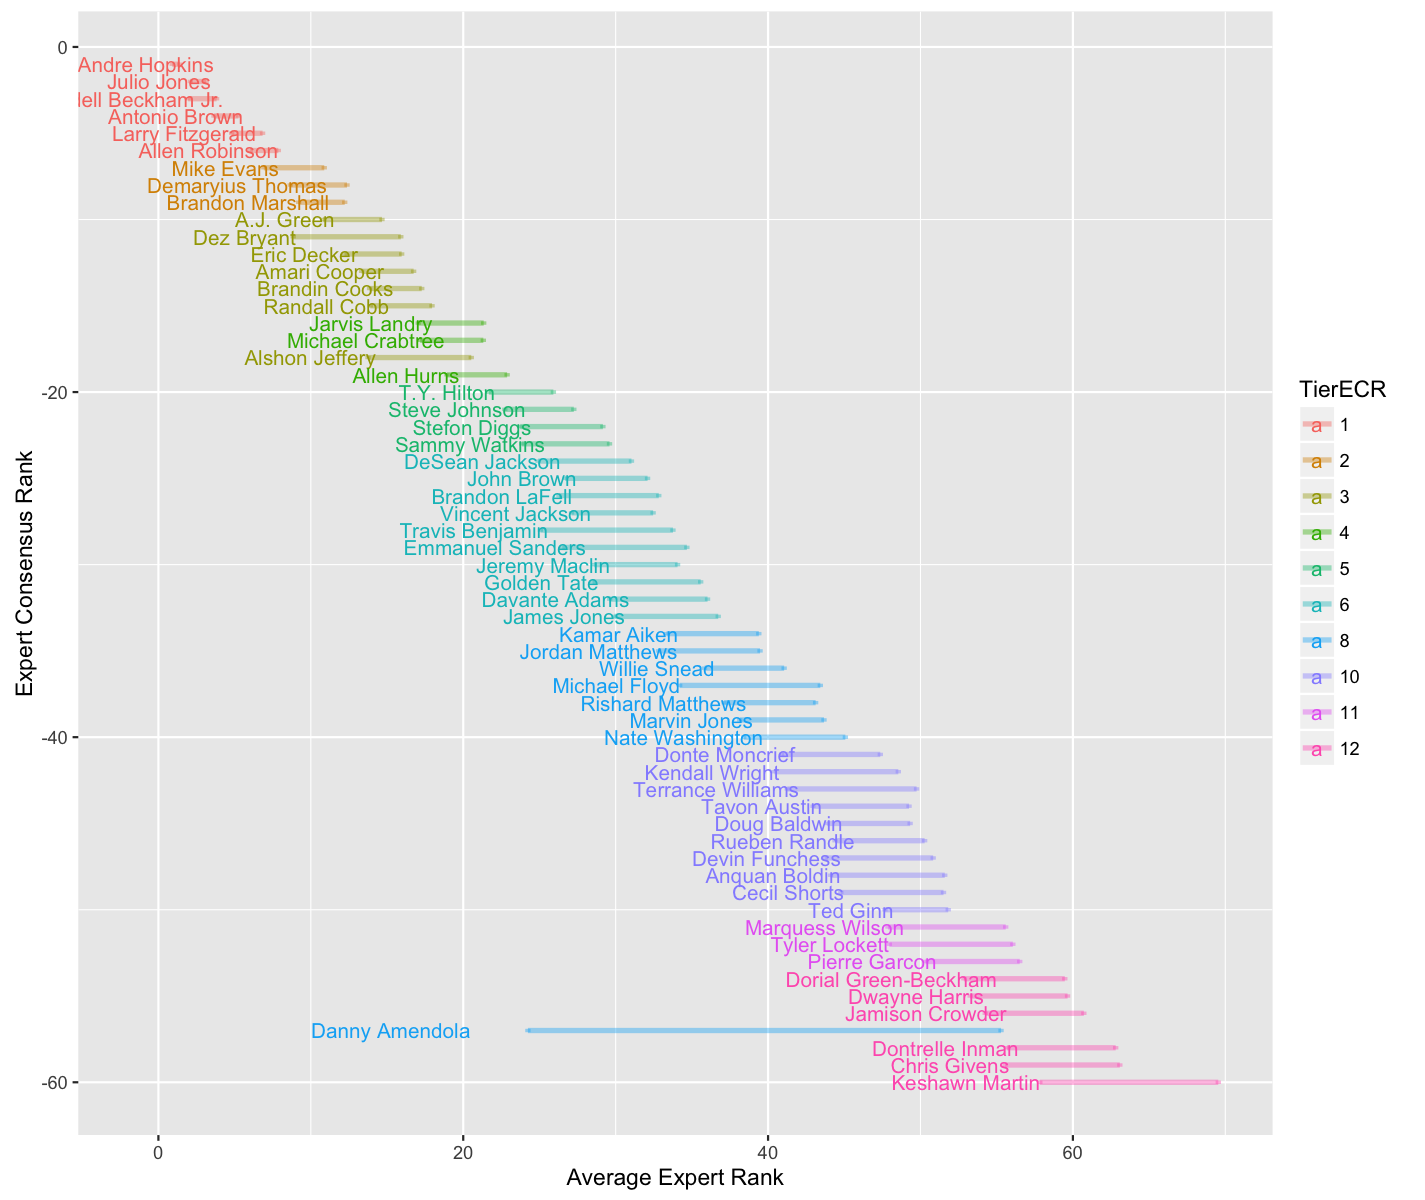 0
Andre Hopkins
Julio Jones
dell Beckham Jr.
Antonio Brown
Larry Fitzgerald
Allen Robinson
Mike Evans
Demaryius Thomas
Brandon Marshall
A.J. Green
Dez Bryant
Eric Decker
Amari Cooper
Brandin Cooks
Randall Cobb
Jarvis Landry
Michael Crabtree
Alshon Jeffery
Allen Hurns
-20
T.Y. Hilton
Steve Johnson
Stefon Diggs
Sammy Watkins
DeSean Jackson
John Brown
Brandon LaFell
Vincent Jackson
Travis Benjamin
Emmanuel Sanders
Jeremy Maclin
Golden Tate
Davante Adams
James Jones
Kamar Aiken
Jordan Matthews
Willie Snead
Michael Floyd
Rishard Matthews
Marvin Jones
-40
Nate Washington
Donte Moncrief
Kendall Wright
Terrance Williams
Tavon Austin
Doug Baldwin
Rueben Randle
Devin Funchess
Anquan Boldin
Cecil Shorts
Ted Ginn
Marquess Wilson
Tyler Lockett
Pierre Garcon
Dorial Green-Beckham
Dwayne Harris
Jamison Crowder
Danny Amendola
Dontrelle Inman
Chris Givens
-60
Keshawn Martin
0 20 40 60
Average Expert Rank
Expert Consensus Rank
TierECR
a 1
a 2
a 3
a 4
a 5
a 6
a 8
a 10
a 11
a 12